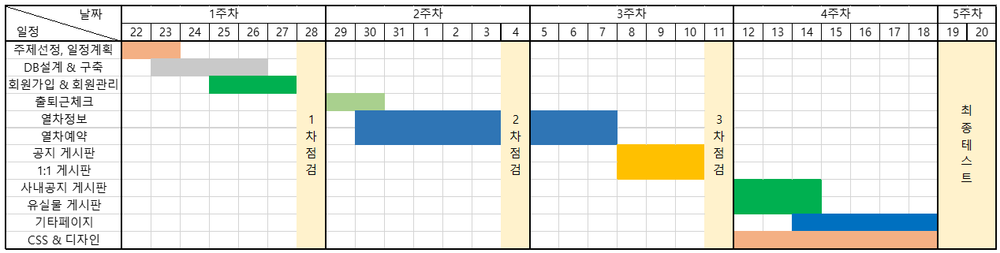 날짜 1주차 2주차 3주차 4주차 5주차
일정 22 23 24 25 26 27 28 29 30 31 1 2 3 4 5 6 7 8 9 10 11 12 13 14 15 16 17 18 19 20
주제선정, 일정계획
DB설계 & 구축
회원가입 & 회원관리
출퇴근체크
열차정보
열차예약
공지 게시판
1:1 게시판
사내공지 게시판
유실물 게시판
기타페이지
CSS & 디자인
1차점검
2차점검
3차점검
최종테스트